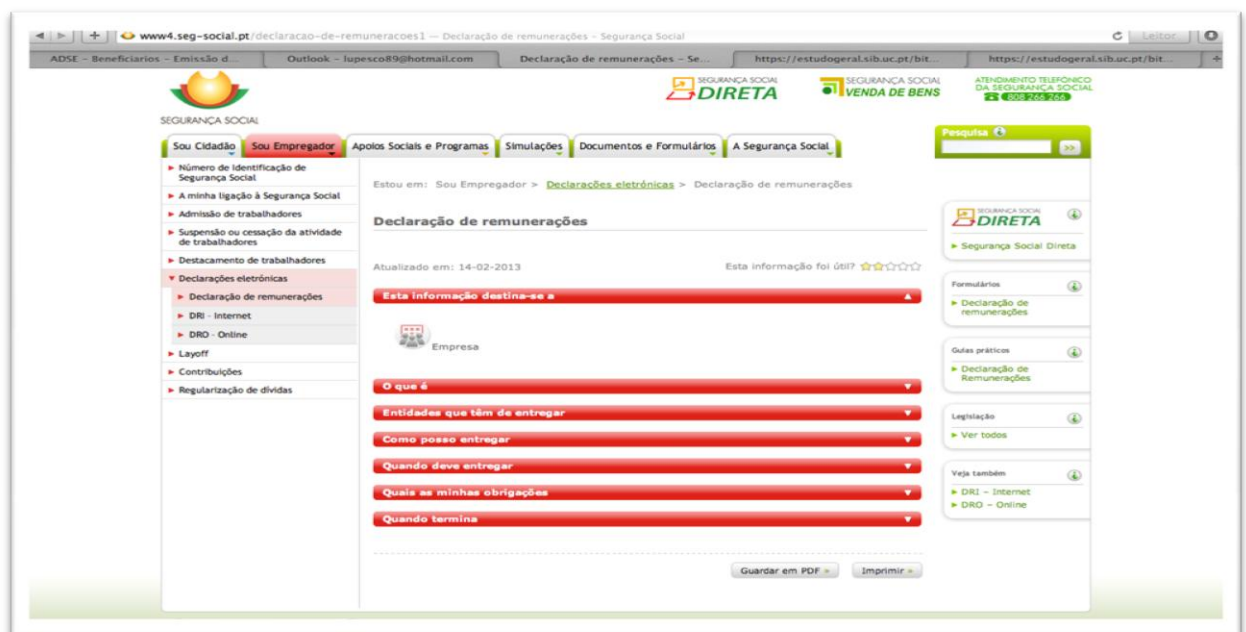 www4.seg-social.pt/declaracao-de-remuneracoes1 — Declaração de remunerações - Segurança Social
Leitor
ADSE - Beneficiarios - Emissão d...
Outlook - lupesco89@hotmail.com
Declaração de remunerações - Se...
https://estudogeral.sib.uc.pt/bit...
https://estudogeral.sib.uc.pt/bit...
SEGURANÇA SOCIAL
SEGURANÇA SOCIAL
DIRETA
SEGURANÇA SOCIAL
VENDA DE BENS
ATENDIMENTO TELEFÓNICO
DA SEGURANÇA SOCIAL
808 266 266
Sou Cidadão
Sou Empregador
Apoios Sociais e Programas
Simulações
Documentos e Formulários
A Segurança Social
Pesquisa
>>
Número de Identificação de
Segurança Social
A minha ligação à Segurança Social
Admissão de trabalhadores
Suspensão ou cessação da atividade
de trabalhadores
Destacamento de trabalhadores
Declarações eletrónicas
Declaração de remunerações
DRI - Internet
DRO - Online
Layoff
Contribuições
Regularização de dívidas
Estou em: Sou Empregador > Declarações eletrónicas > Declaração de remunerações
Declaração de remunerações
Atualizado em: 14-02-2013
Esta informação foi útil?
Esta informação destina-se a
Empresa
O que é
Entidades que têm de entregar
Como posso entregar
Quando deve entregar
Quais as minhas obrigações
Quando termina
Guardar em PDF »
Imprimir »
SEGURANÇA SOCIAL
DIRETA
Segurança Social Direta
Formulários
Declaração de
remunerações
Guias práticos
Declaração de
Remunerações
Legislação
Ver todos
Veja também
DRI - Internet
DRO - Online